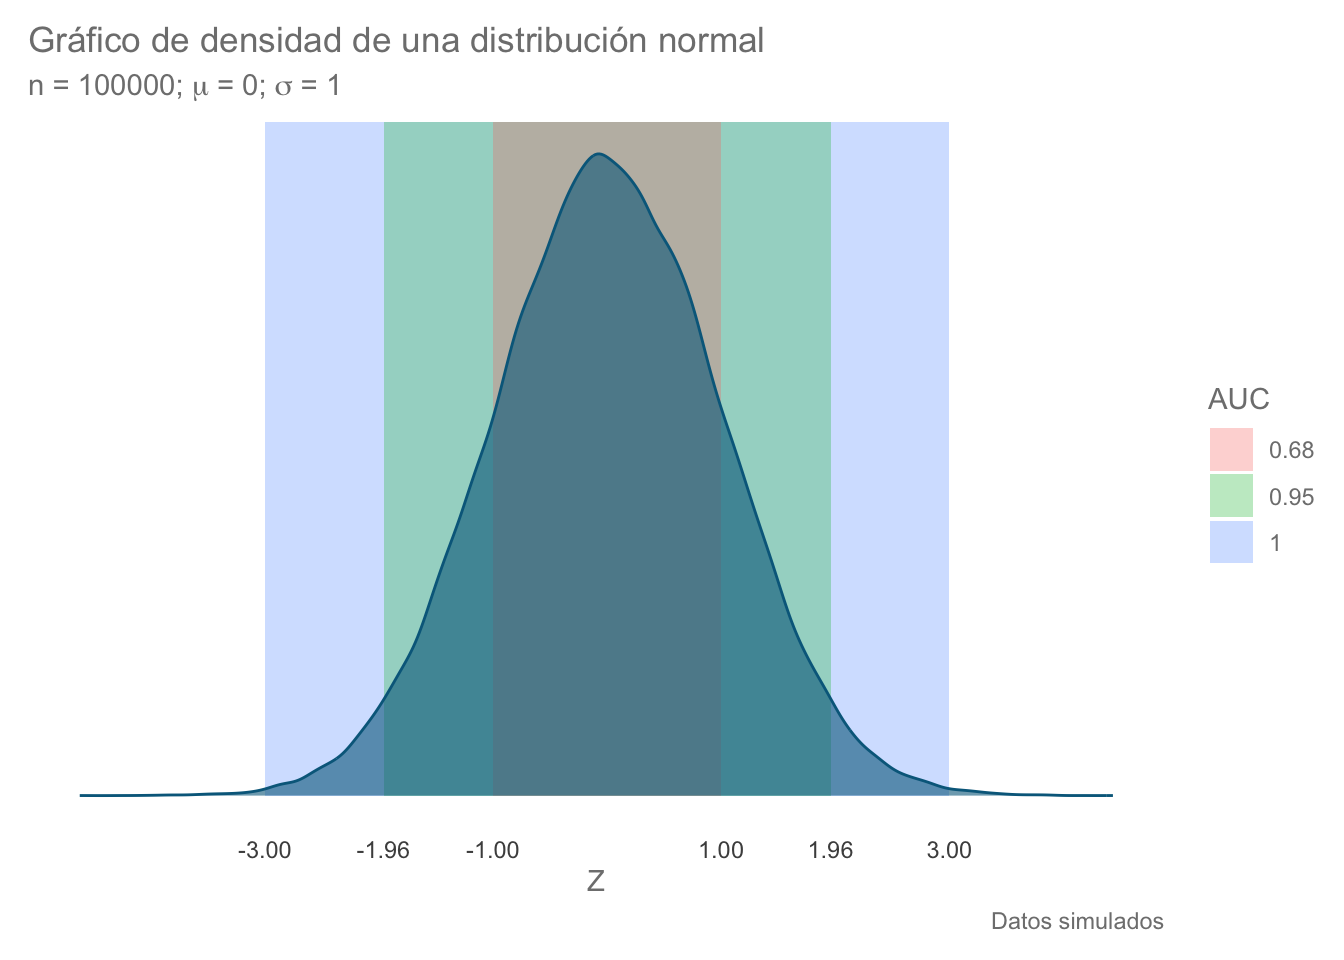 Gráfico de densidad de una distribución normal
n = 100000; μ = 0; σ = 1
AUC
0.68
0.95
1
-3.00 -1.96 -1.00 1.00 1.96 3.00
Z
Datos simulados